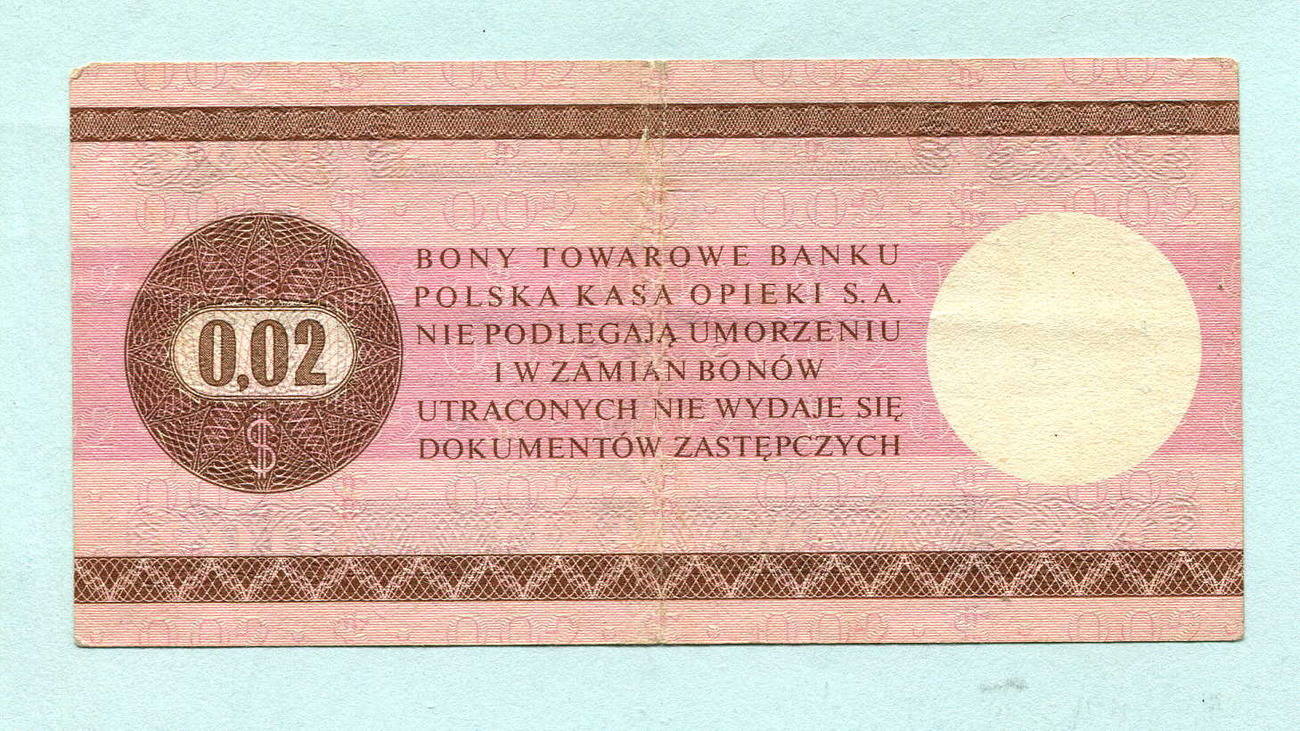 BONY TOWAROWE BANKU
POLSKA KASA OPIEKI S.A.
NIE PODLEGAJĄ UMORZENIU
I W ZAMIAN BONÓW
UTRACONYCH NIE WYDAJE SIĘ
DOKUMENTÓW ZASTĘPCZYCH
0,02
$